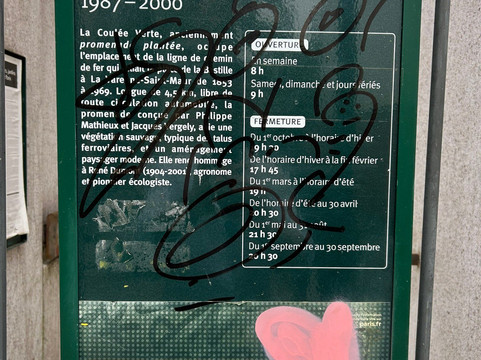 1987–2000
La Coulée Verte, anciennement
promenade plantée, occupe
l'emplacement de la ligne de chemin
de fer qui reliait la Bastille
à La Varenne-Saint-Maur de 1853
à 1969. Longue de 4,5 km, libre de
toute circulation automobile, la
promenade conçue par Philippe
Mathieux et Jacques Vergely, allie une
végétation sauvage, typique des talus
ferroviaires, et un aménagement
paysager moderne. Elle rend hommage
à René Dumont (1904-2001), agronome
et pionnier écologiste.
OUVERTURE
En semaine
8 h
Samedi, dimanche et jours fériés
9 h
FERMETURE
Du 1er octobre à l'horaire d'hiver
19 h 30
De l'horaire d'hiver à la fin février
17 h 45
Du 1er mars à l'horaire d'été
19 h
De l'horaire d'été au 30 avril
20 h 30
Du 1er mai au 31 août
21 h 30
Du 1er septembre au 30 septembre
20 h 30
paris.fr